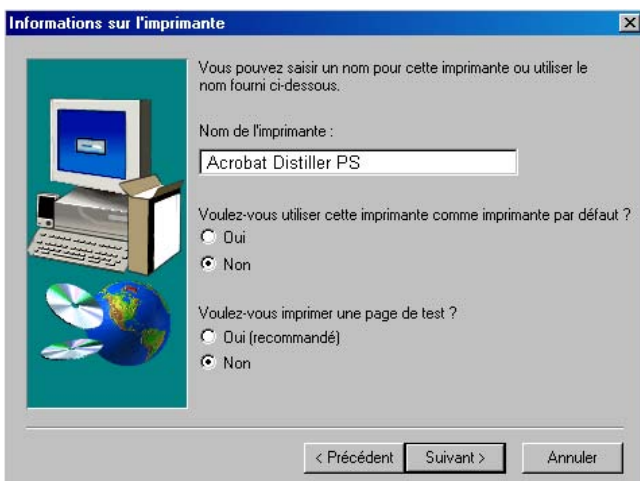 Informations sur l'imprimante
Vous pouvez saisir un nom pour cette imprimante ou utiliser le
nom fourni ci-dessous.
Nom de l'imprimante :
Acrobat Distiller PS
Voulez-vous utiliser cette imprimante comme imprimante par défaut ?
Oui
Non
Voulez-vous imprimer une page de test ?
Oui (recommandé)
Non
< Précédent
Suivant >
Annuler